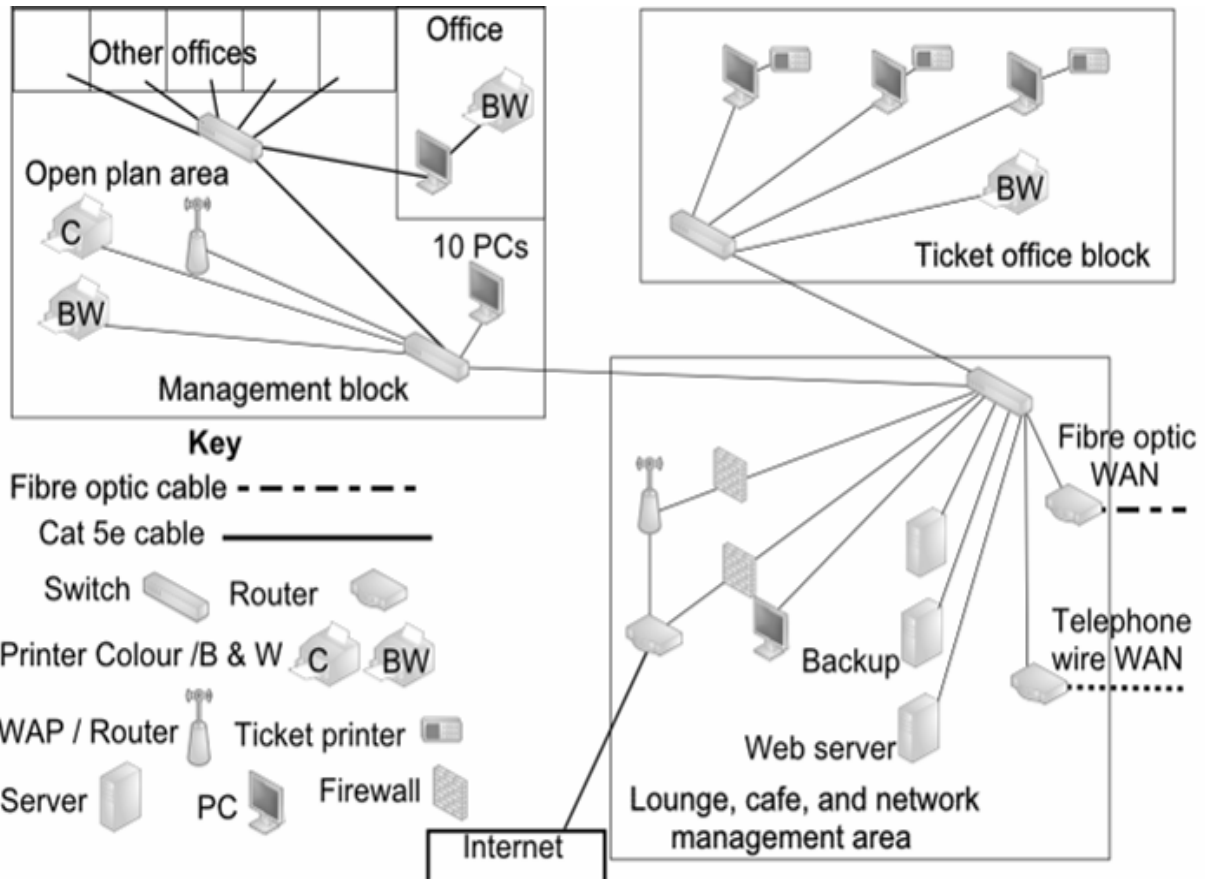 Other offices
Office
BW
Open plan area
C
10 PCs
BW
Management block
BW
Ticket office block
Key
Fibre optic cable
Cat 5e cable
Switch
Router
Printer Colour /B & W
C
BW
WAP / Router
Ticket printer
Server
PC
Firewall
Fibre optic
WAN
Telephone
wire WAN
Backup
Web server
Lounge, cafe, and network
management area
Internet